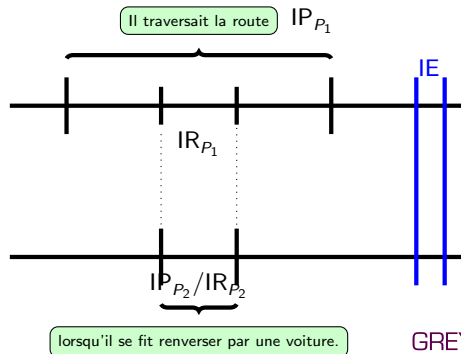 Il traversait la route IP_{P_1}
IE
IR_{P_1}
IP_{P_2}/IR_{P_2}
lorsqu'il se fit renverser par une voiture.
GREY